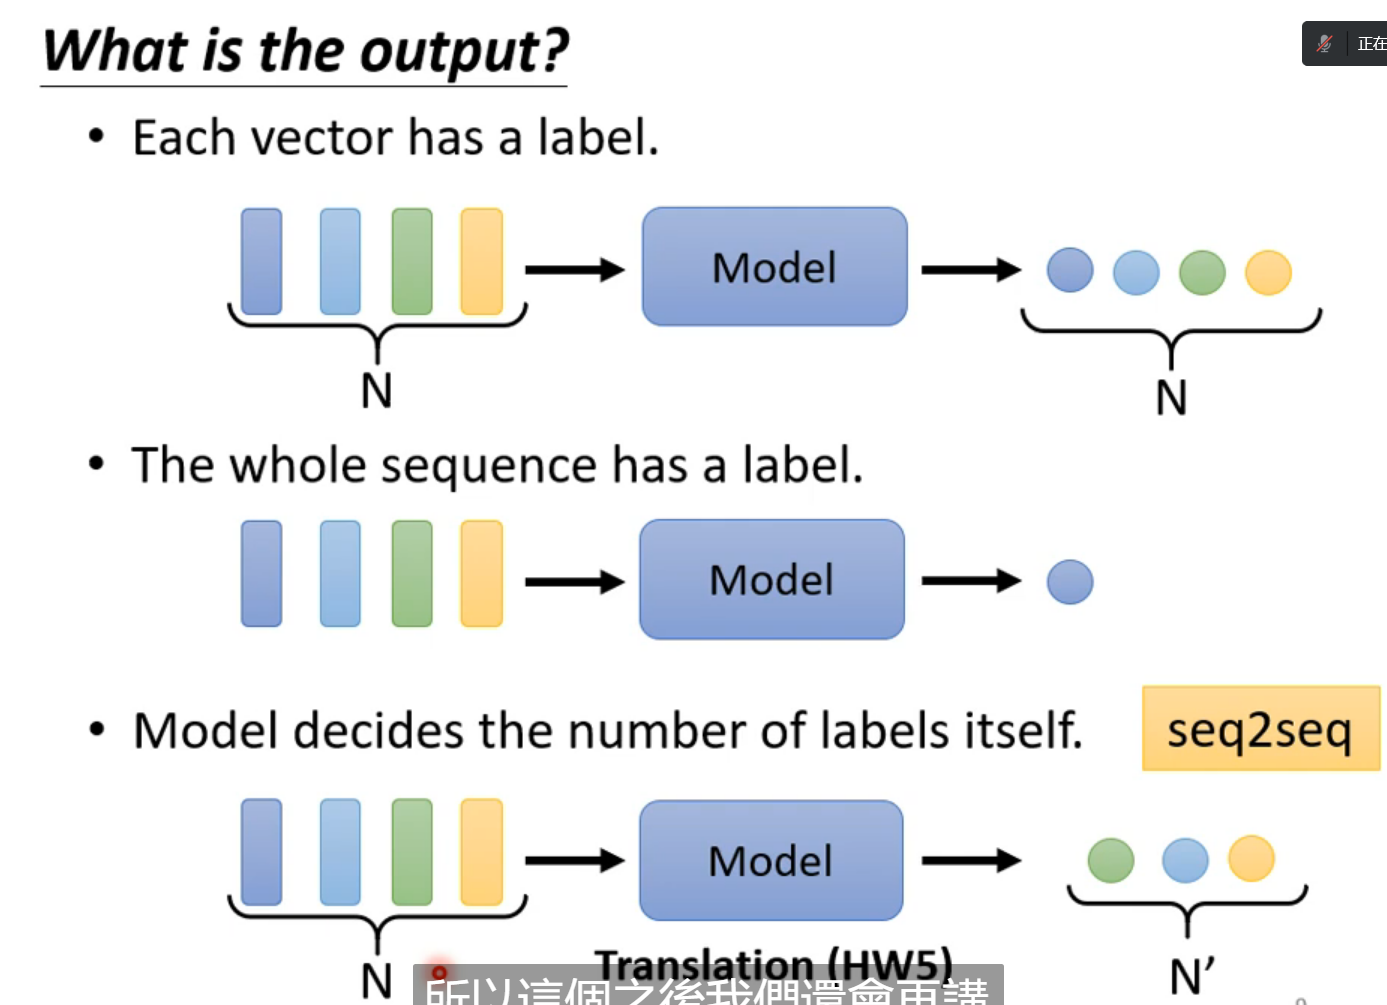 What is the output?
正在
• Each vector has a label.
Model
N
N
• The whole sequence has a label.
Model
• Model decides the number of labels itself.
seq2seq
Model
N
Translation (HW5)
N’
所以這個之後我們還會再講